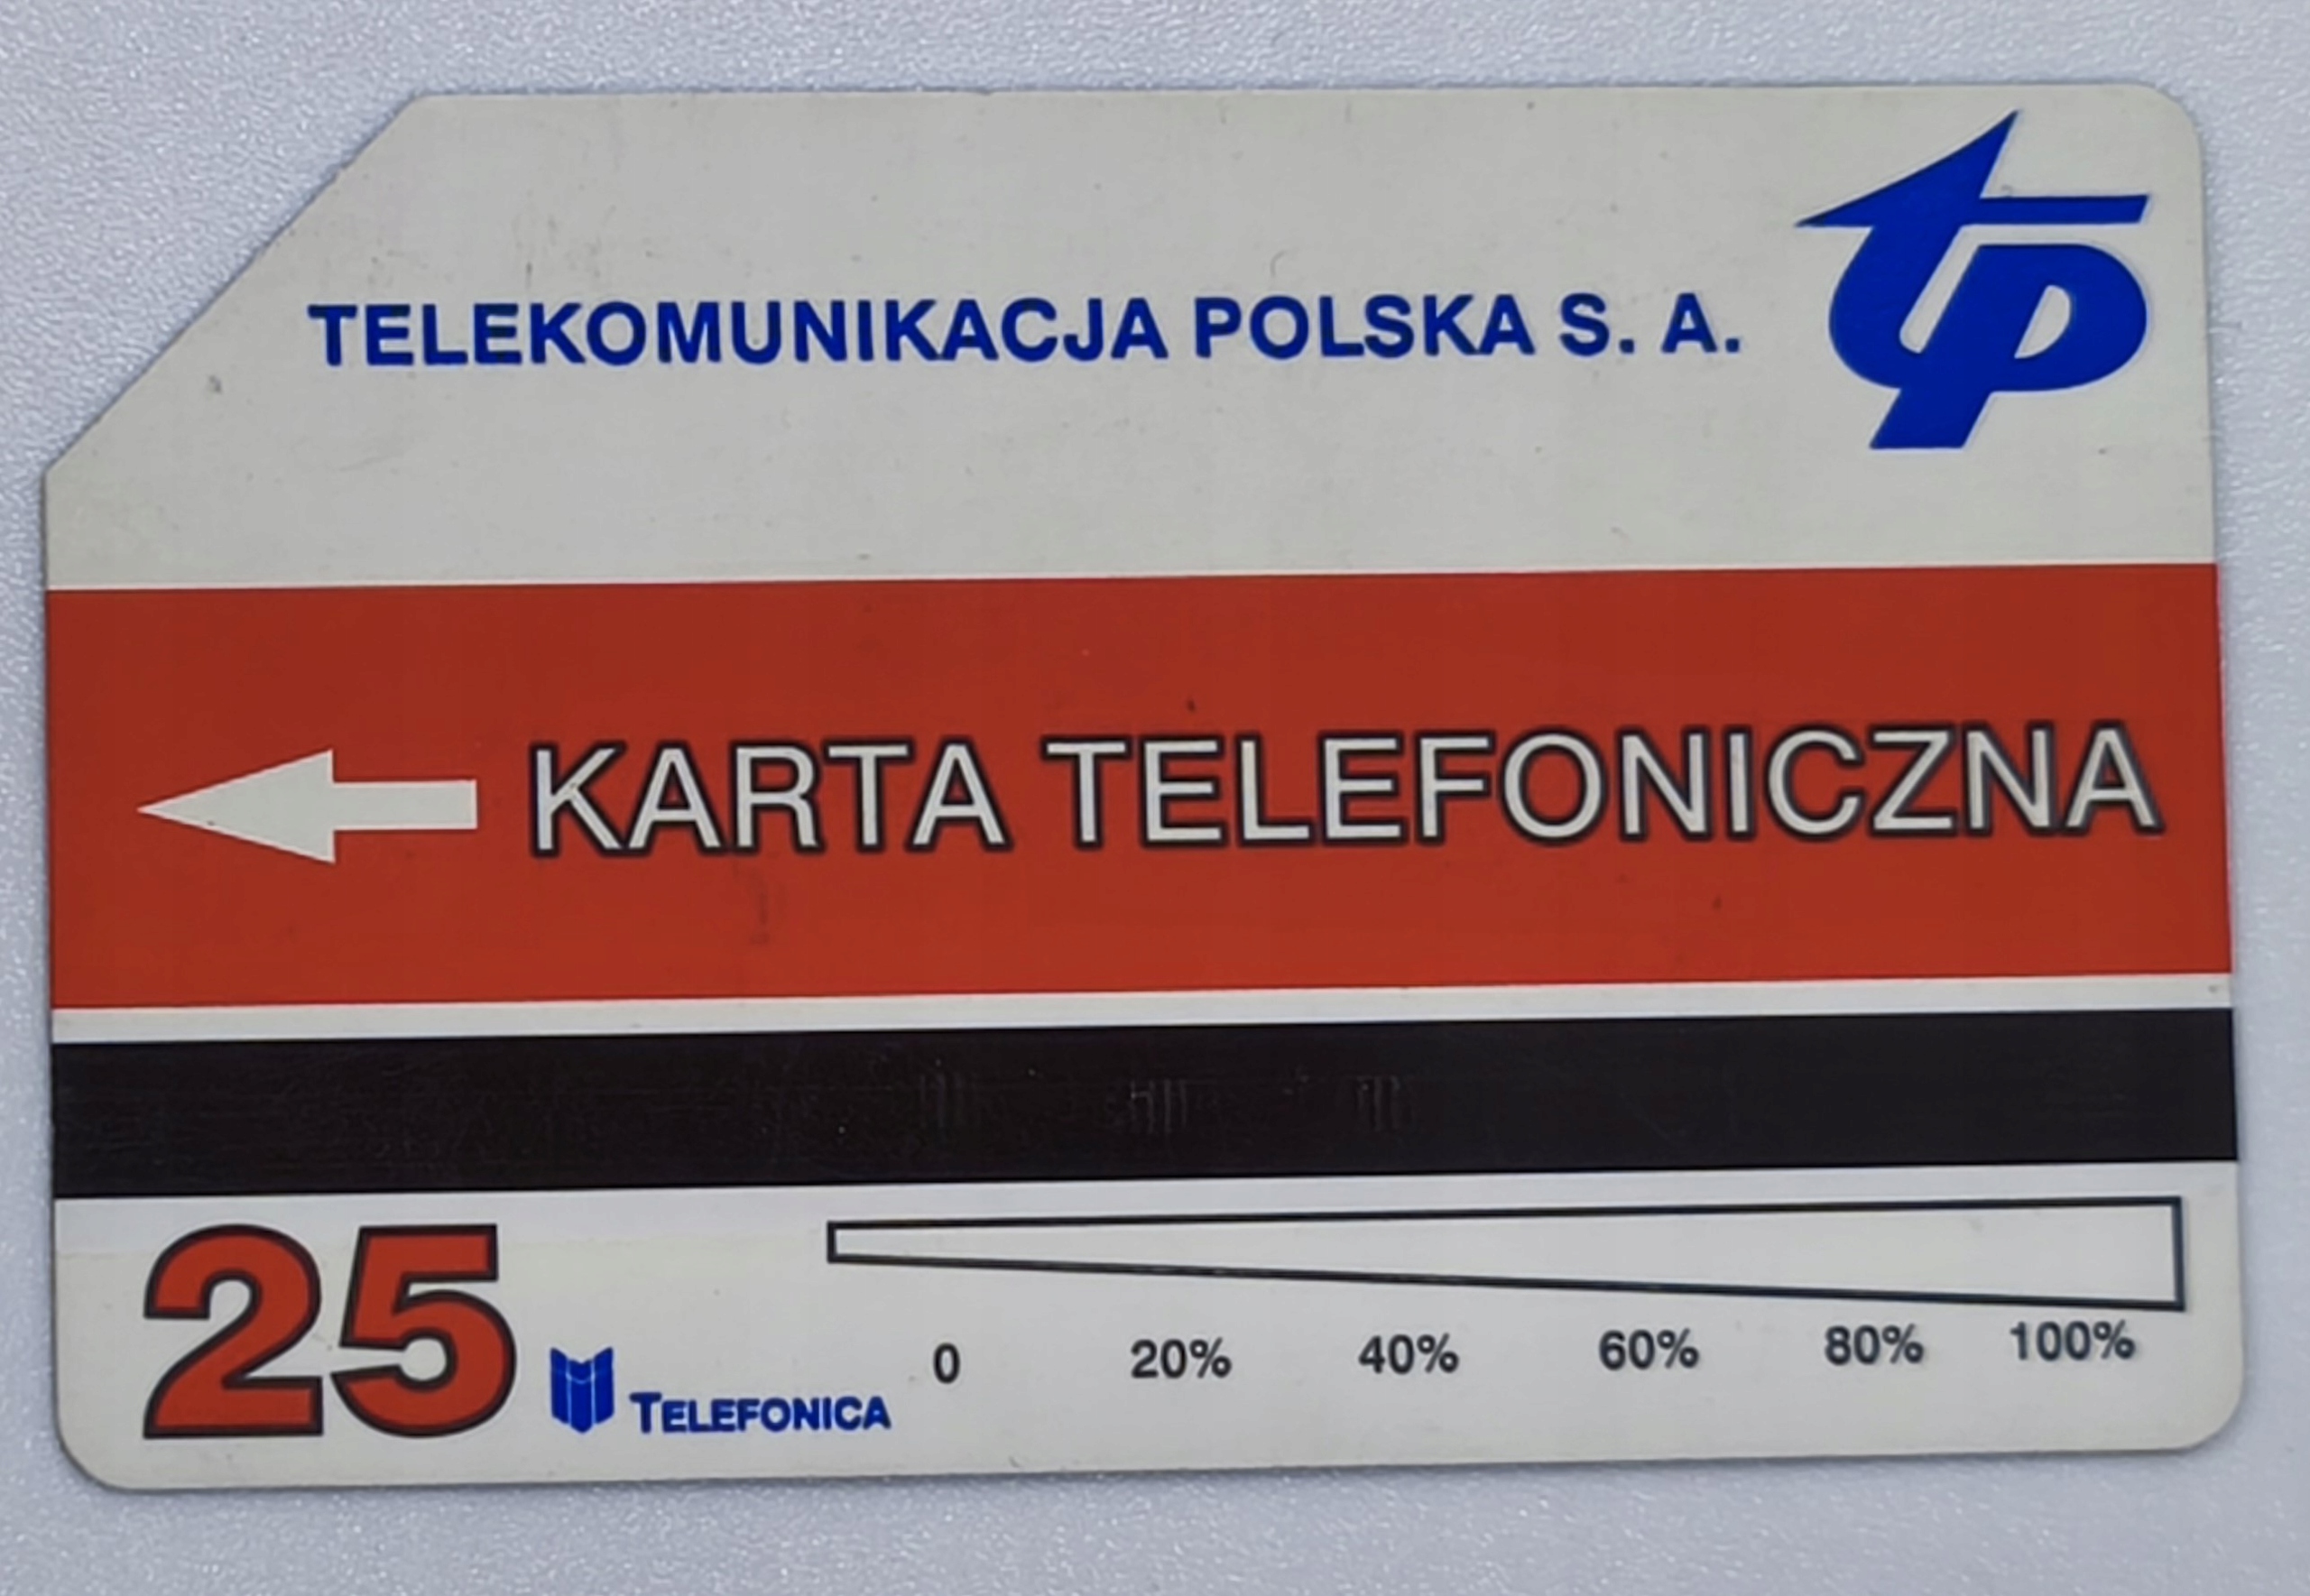 tp
TELEKOMUNIKACJA POLSKA S. A.
KARTA TELEFONICZNA
25
TELEFONICA
0 20% 40% 60% 80% 100%